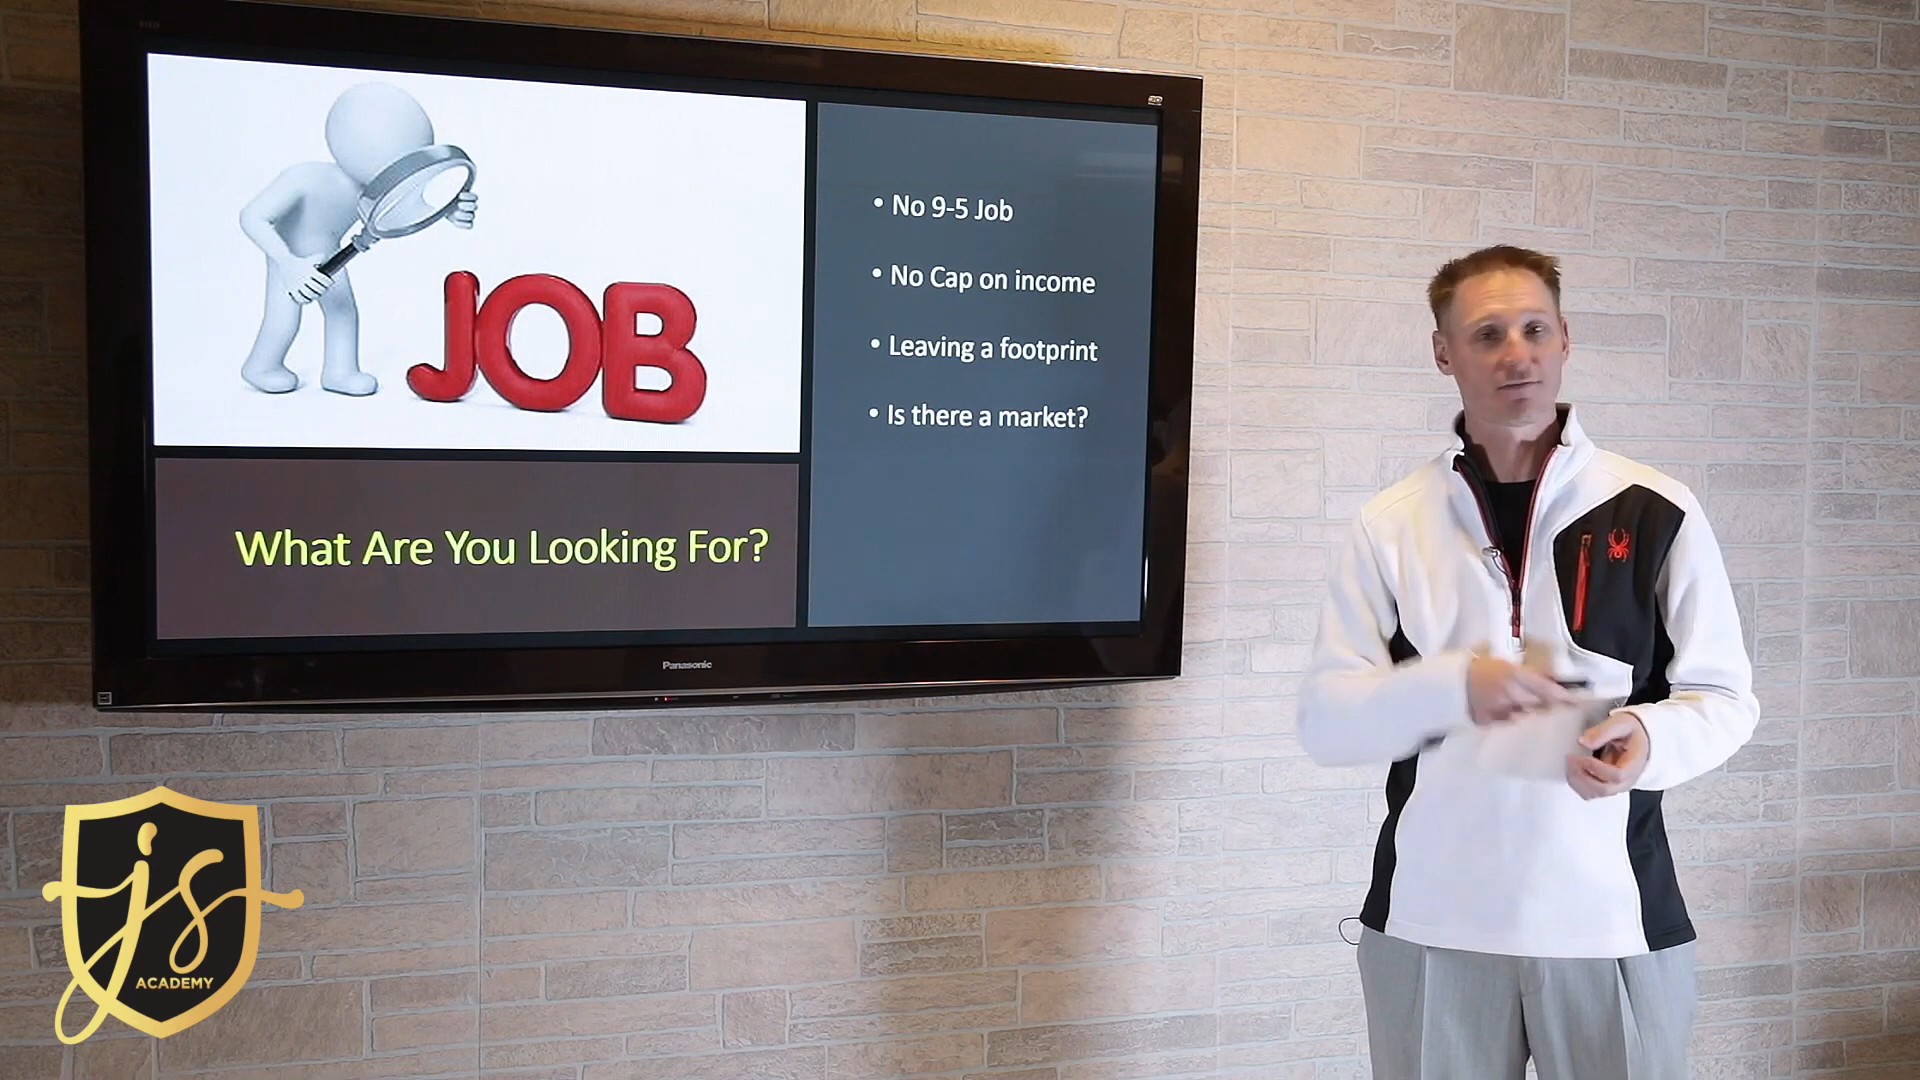 JOB
What Are You Looking For?
• No 9-5 Job
• No Cap on income
• Leaving a footprint
• Is there a market?
Panasonic
js
ACADEMY